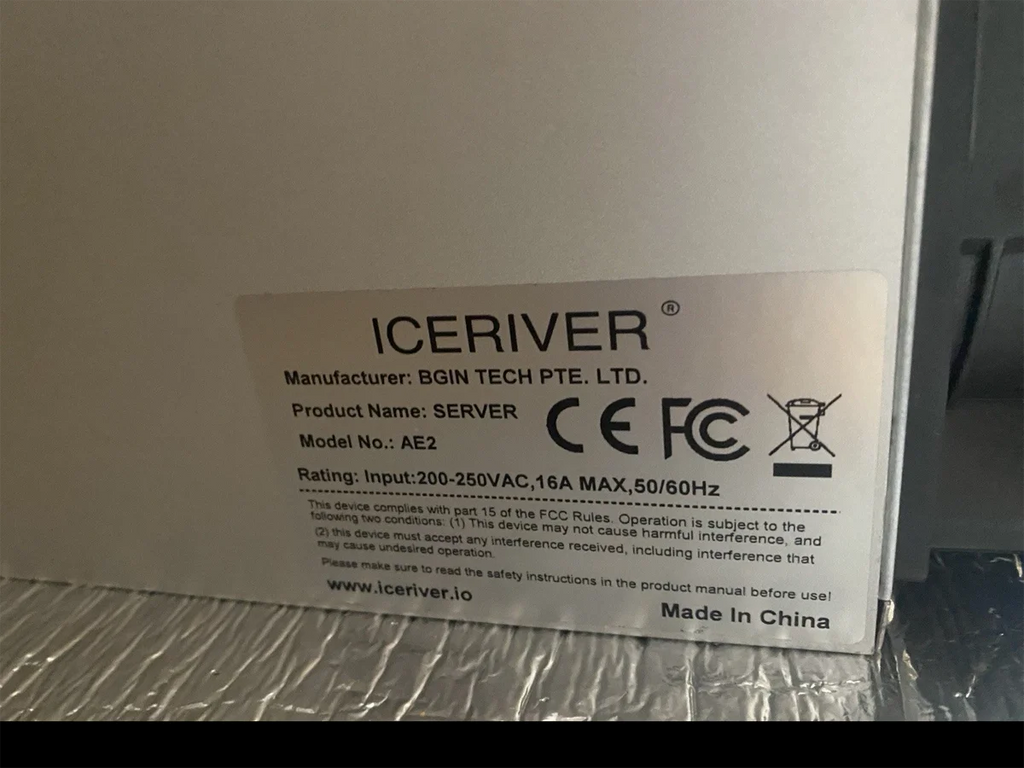 ICERIVER®
Manufacturer: BGIN TECH PTE. LTD.
Product Name: SERVER
CE FC
Model No.: AE2
Rating: Input:200-250VAC,16A MAX,50/60Hz
This device complies with part 15 of the FCC Rules. Operation is subject to the
following two conditions: (1) This device may not cause harmful interference, and
(2) this device must accept any interference received, including interference that
may cause undesired operation.
Please make sure to read the safety instructions in the product manual before use!
www.iceriver.io
Made In China